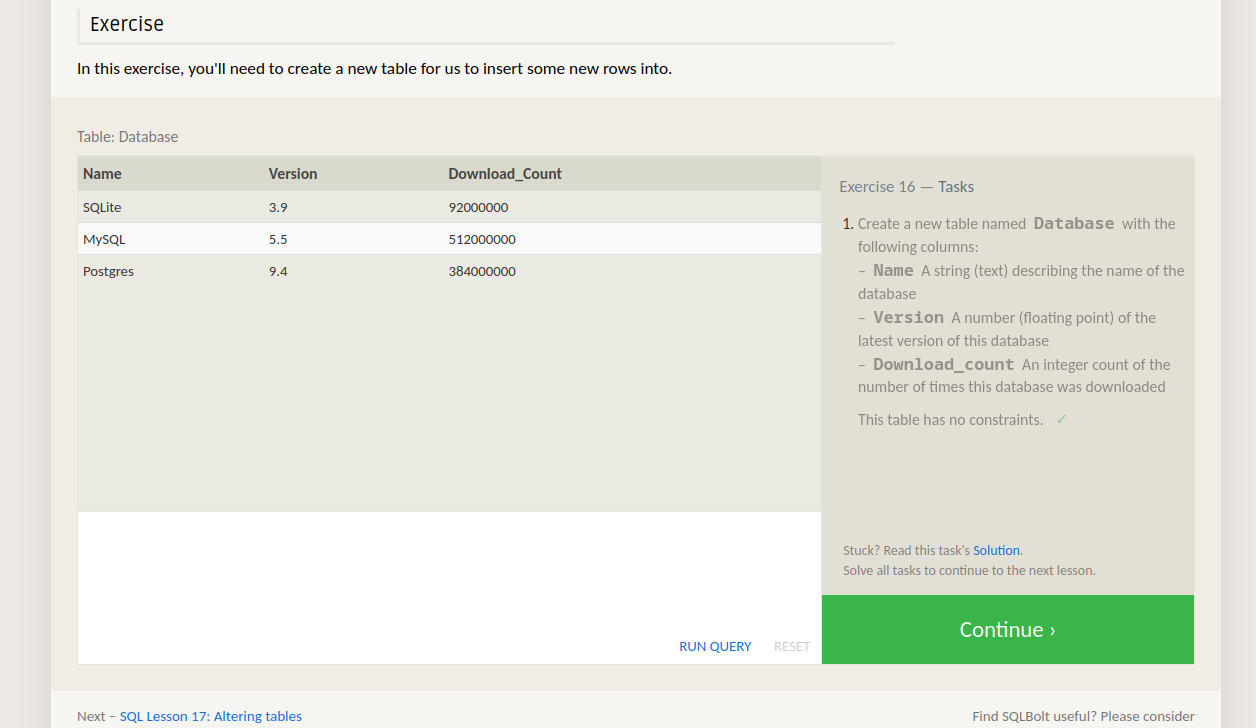 Exercise
In this exercise, you'll need to create a new table for us to insert some new rows into.
Table: Database
Name Version Download_Count
SQLite 3.9 92000000
MySQL 5.5 512000000
Postgres 9.4 384000000
Exercise 16 — Tasks
1. Create a new table named Database with the
following columns:
– Name A string (text) describing the name of the
database
– Version A number (floating point) of the
latest version of this database
– Download_count An integer count of the
number of times this database was downloaded
This table has no constraints. ✓
Stuck? Read this task's Solution.
Solve all tasks to continue to the next lesson.
RUN QUERY RESET
Continue ›
Next – SQL Lesson 17: Altering tables
Find SQLBolt useful? Please consider